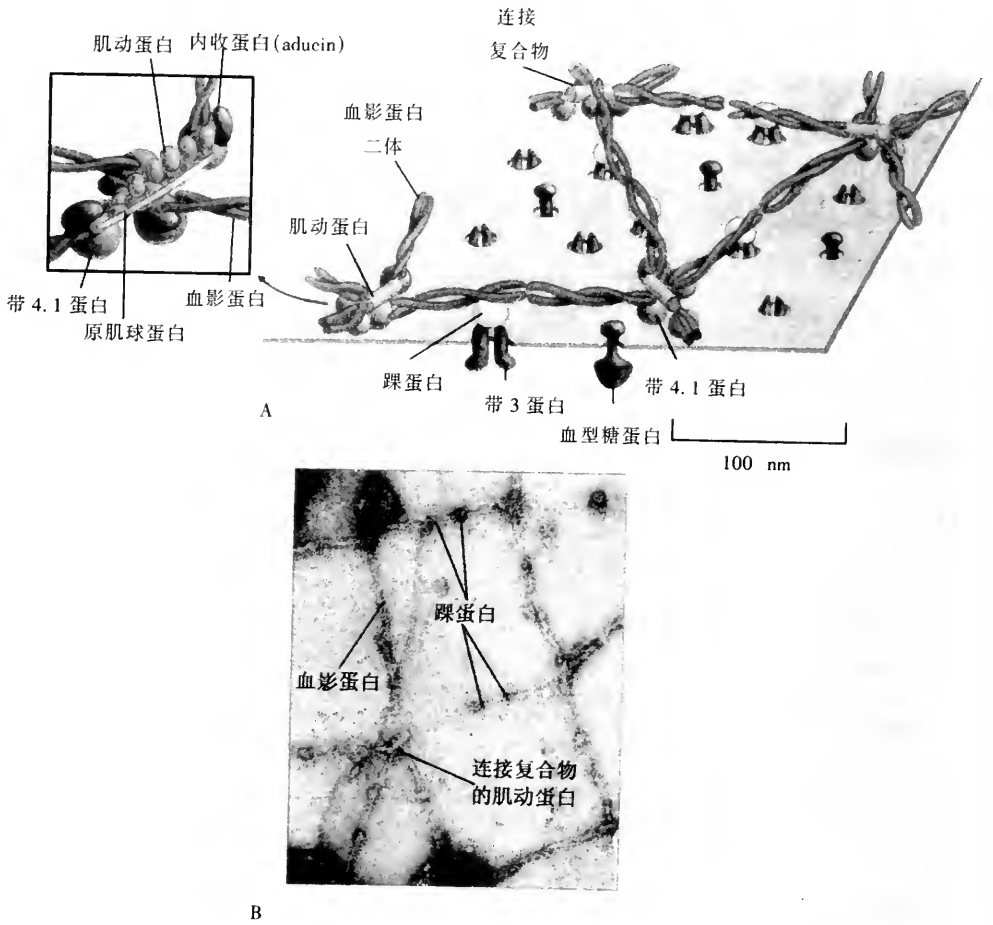 连接
复合物
肌动蛋白 内收蛋白(aducin)
血影蛋白
二体
肌动蛋白
带 4.1 蛋白
血影蛋白
原肌球蛋白
踝蛋白
带 3 蛋白
带 4.1 蛋白
血型糖蛋白
A
100 nm
踝蛋白
血影蛋白
连接复合物
的肌动蛋白
B